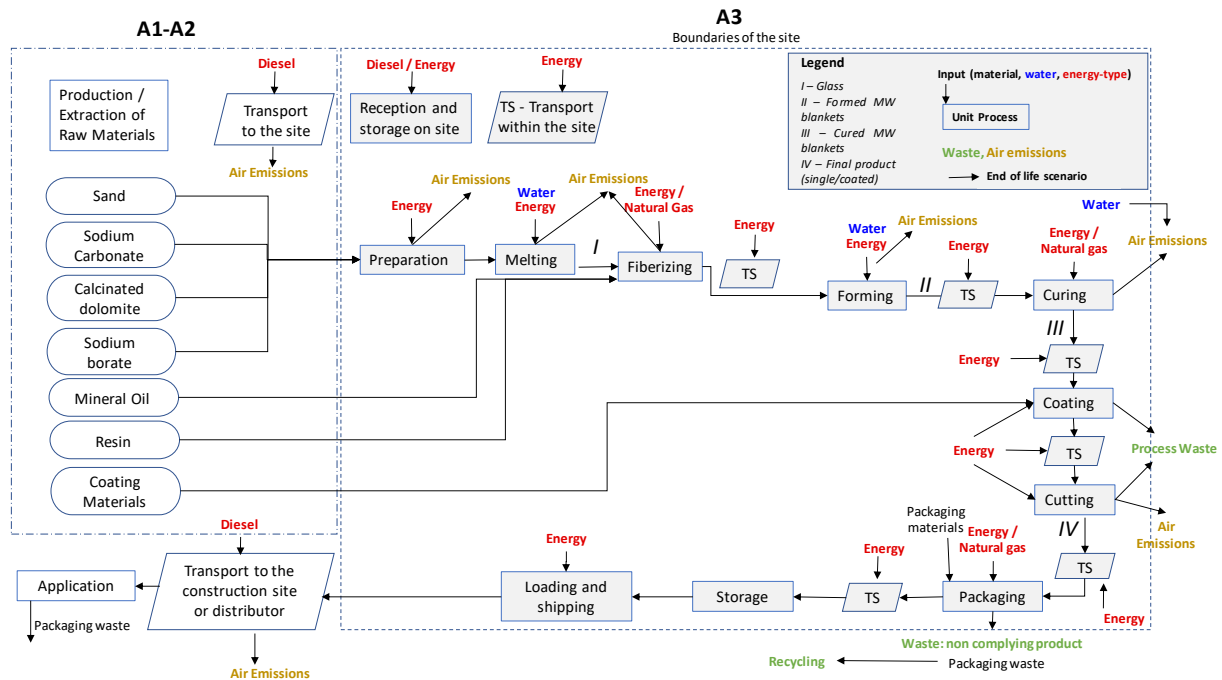 A1-A2
A3
Boundaries of the site
Production /
Extraction of
Raw Materials
Diesel
Transport
to the site
Air Emissions
Diesel / Energy
Reception and
storage on site
Energy
TS - Transport
within the site
Legend
I – Glass
II – Formed MW
blankets
III – Cured MW
blankets
IV – Final product
(single/coated)
Input (material, water, energy-type)
Unit Process
Waste, Air emissions
End of life scenario
Sand
Sodium
Carbonate
Calcinated
dolomite
Sodium
borate
Mineral Oil
Resin
Coating
Materials
Air Emissions
Energy
Preparation
Water
Energy
Melting
I
Air Emissions
Energy /
Natural Gas
Fiberizing
Energy
TS
Water
Energy
Air Emissions
Forming
II
Energy
TS
Energy /
Natural gas
Curing
Water
Air Emissions
III
Energy
TS
Coating
Energy
TS
Process Waste
Cutting
IV
Air
Emissions
TS
Energy
Packaging
materials
Energy /
Natural gas
Packaging
Energy
TS
Storage
Energy
Loading and
shipping
Diesel
Transport to the
construction site
or distributor
Air Emissions
Application
Packaging waste
Waste: non complying product
Recycling
Packaging waste